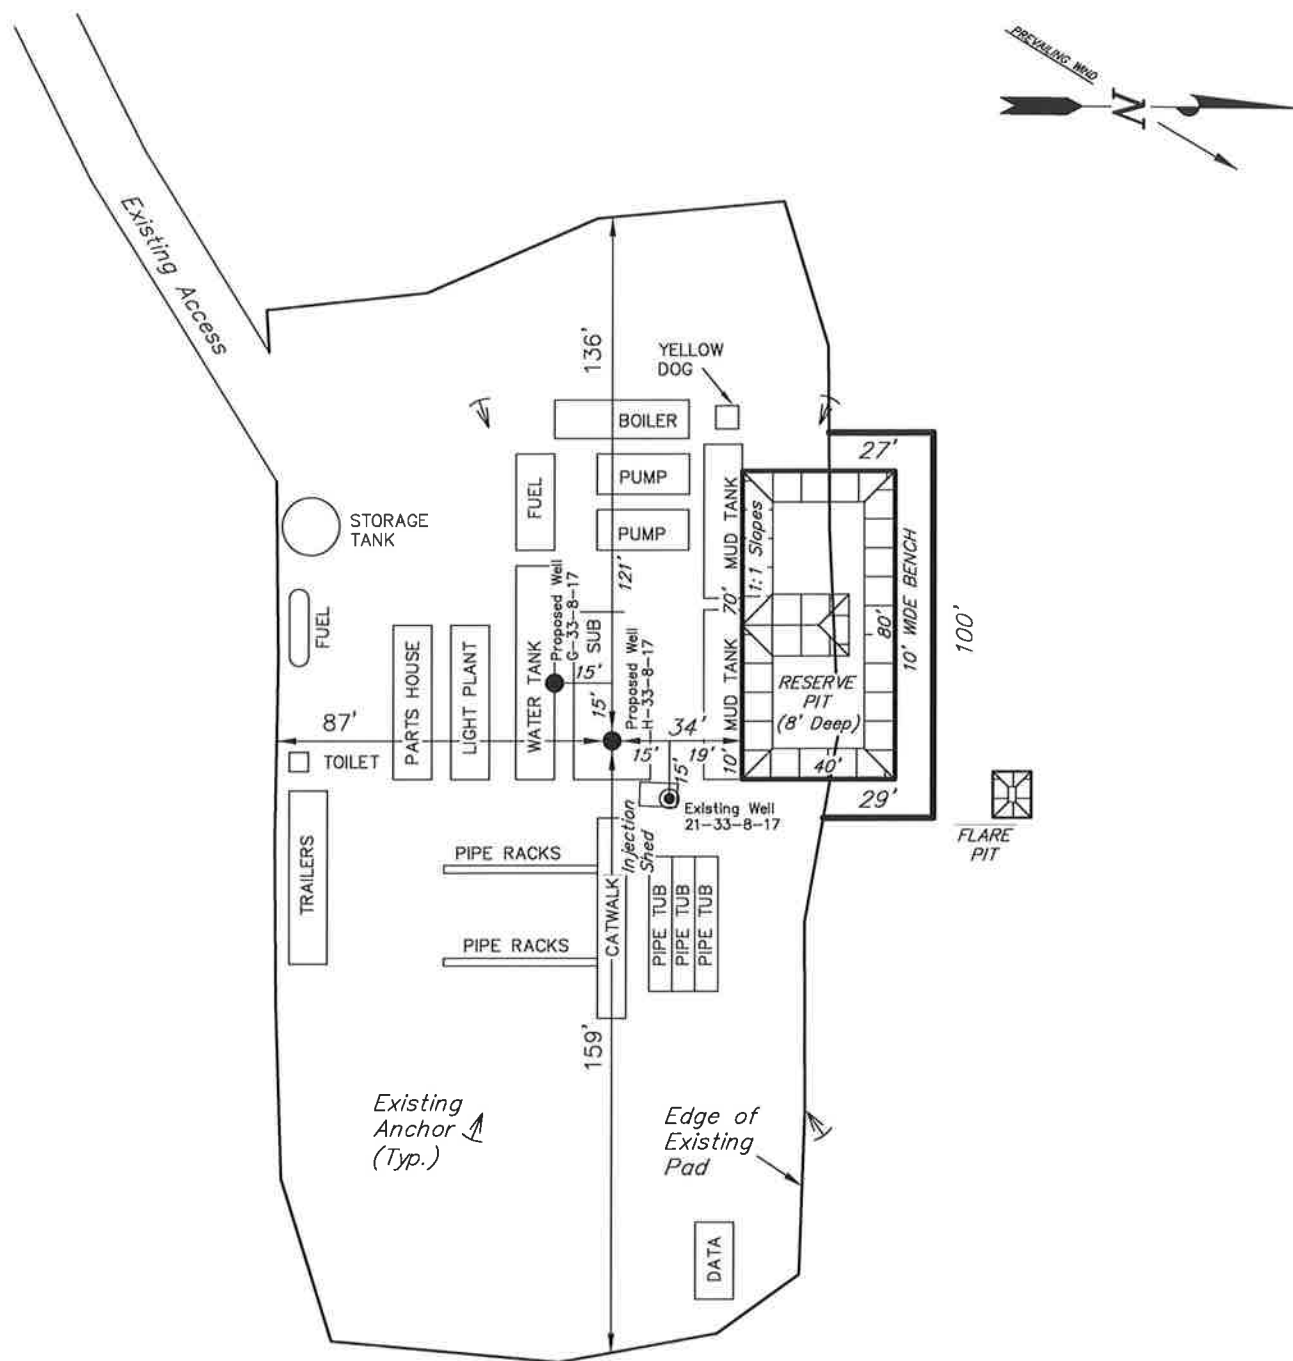 PREVAILING WIND
N
Existing Access
136'
YELLOW
DOG
BOILER
27'
PUMP
FUEL
MUD TANK
1:1 Slopes
STORAGE
TANK
PUMP
10' WIDE BENCH
100'
121'
Proposed Well
G-33-8-17
SUB
70'
80'
FUEL
PARTS HOUSE
LIGHT PLANT
WATER TANK
15'
15'
Proposed Well
H-33-8-17
MUD TANK
RESERVE
PIT
(8' Deep)
87'
34'
15'
19'
10'
40'
TOILET
15'
29'
Existing Well
21-33-8-17
Injection
Shed
FLARE
PIT
TRAILERS
PIPE RACKS
CATWALK
PIPE TUB
PIPE TUB
PIPE TUB
PIPE RACKS
159'
Existing
Anchor
(Typ.)
Edge of
Existing
Pad
DATA